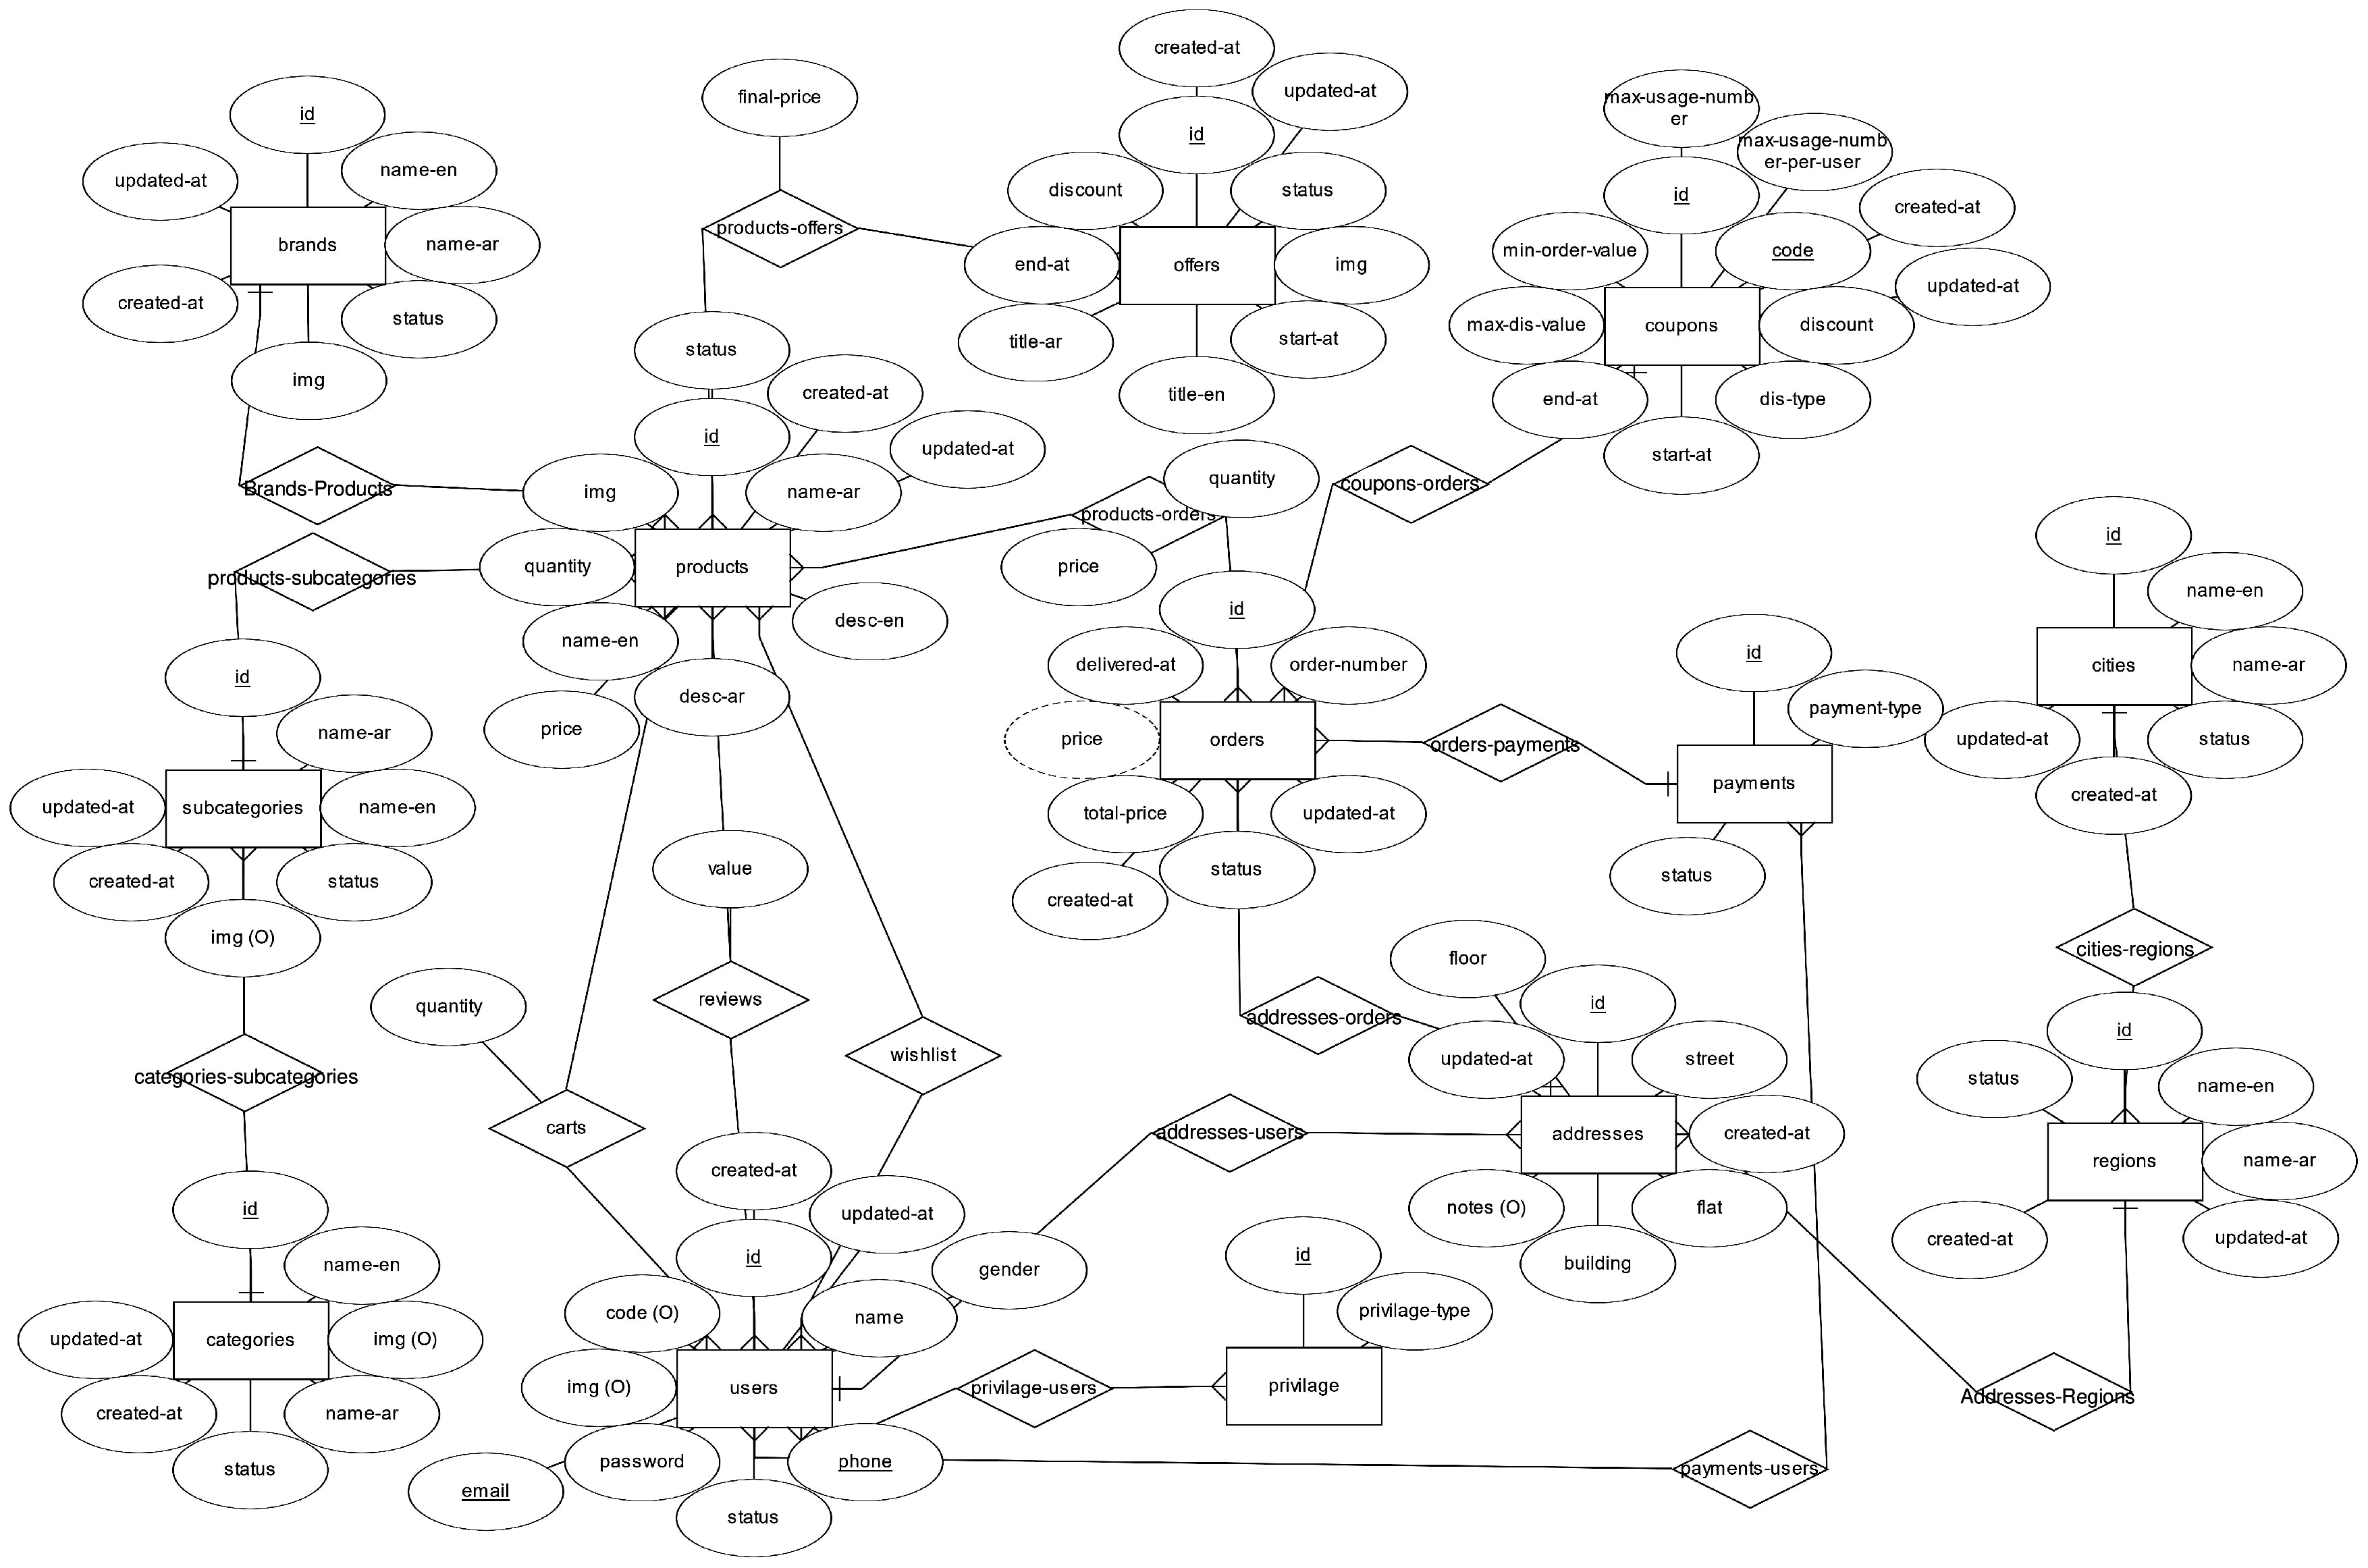 created-at
final-price
updated-at
max-usage-numb
er
id
id
max-usage-numb
er-per-user
name-en
updated-at
discount
status
id
created-at
products-offers
min-order-value
code
brands
name-ar
end-at
offers
img
updated-at
created-at
status
title-ar
start-at
max-dis-value
coupons
discount
status
img
created-at
title-en
end-at
dis-type
id
updated-at
start-at
Brands-Products
img
name-ar
quantity
coupons-orders
products-orders
id
products-subcategories
quantity
products
price
name-en
desc-en
id
name-en
id
desc-ar
delivered-at
order-number
id
cities
name-ar
name-ar
price
price
orders
orders-payments
payment-type
updated-at
status
updated-at
subcategories
name-en
total-price
updated-at
payments
created-at
created-at
status
value
created-at
status
status
img (O)
floor
cities-regions
quantity
reviews
id
addresses-orders
id
categories-subcategories
wishlist
updated-at
street
status
name-en
carts
addresses-users
addresses
created-at
regions
name-ar
id
created-at
updated-at
notes (O)
flat
created-at
updated-at
name-en
id
gender
id
building
updated-at
categories
img (O)
code (O)
name
privilage-type
created-at
name-ar
img (O)
users
privilage-users
privilage
Addresses-Regions
status
email
password
phone
payments-users
status